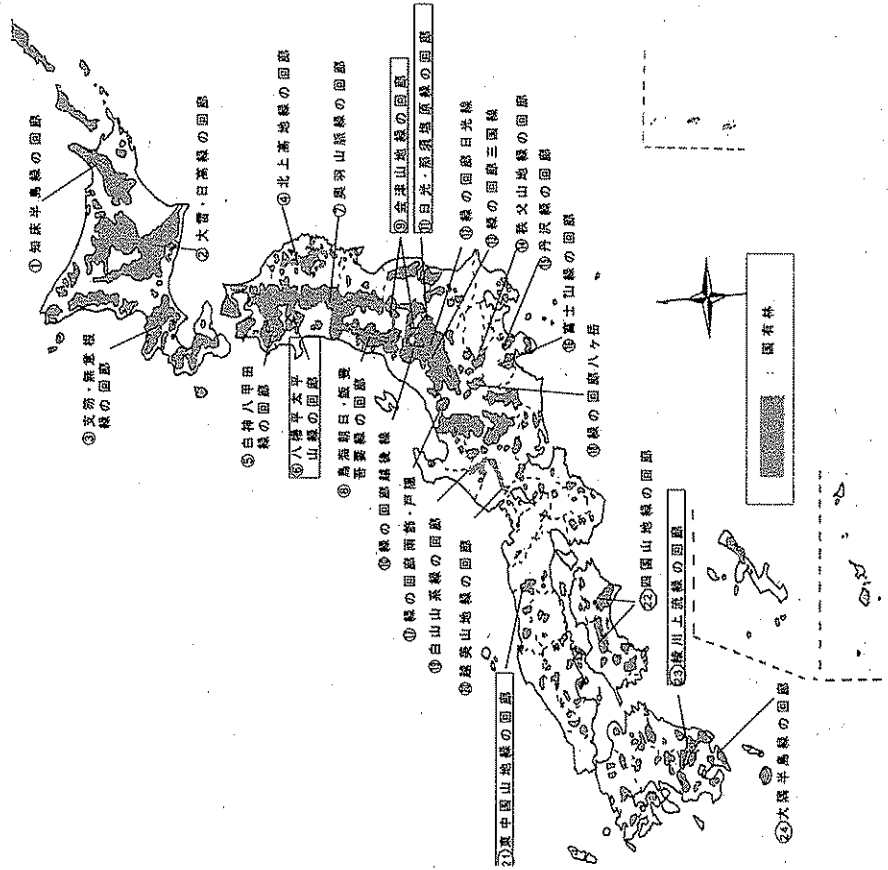 ①知床半島緑の回廊
②大雪・日高緑の回廊
③支笏・無意根
緑の回廊
④北上高地緑の回廊
⑤白神八甲田
緑の回廊
⑥八幡平太平
山緑の回廊
⑦奥羽山脈緑の回廊
⑧鳥海朝日・飯豊
吾妻緑の回廊
⑨会津山地緑の回廊
⑩緑の回廊越後線
⑪日光・那須塩原緑の回廊
⑫緑の回廊日光線
⑬緑の回廊三国線
⑭秩父山地緑の回廊
⑮丹沢緑の回廊
⑯富士山緑の回廊
⑰緑の回廊雨飾・戸隠
⑱緑の回廊八ヶ岳
⑲白山山系緑の回廊
⑳越美山地緑の回廊
㉑東中国山地緑の回廊
㉒四国山地緑の回廊
㉓綾川上流緑の回廊
㉔大隅半島緑の回廊
：国有林